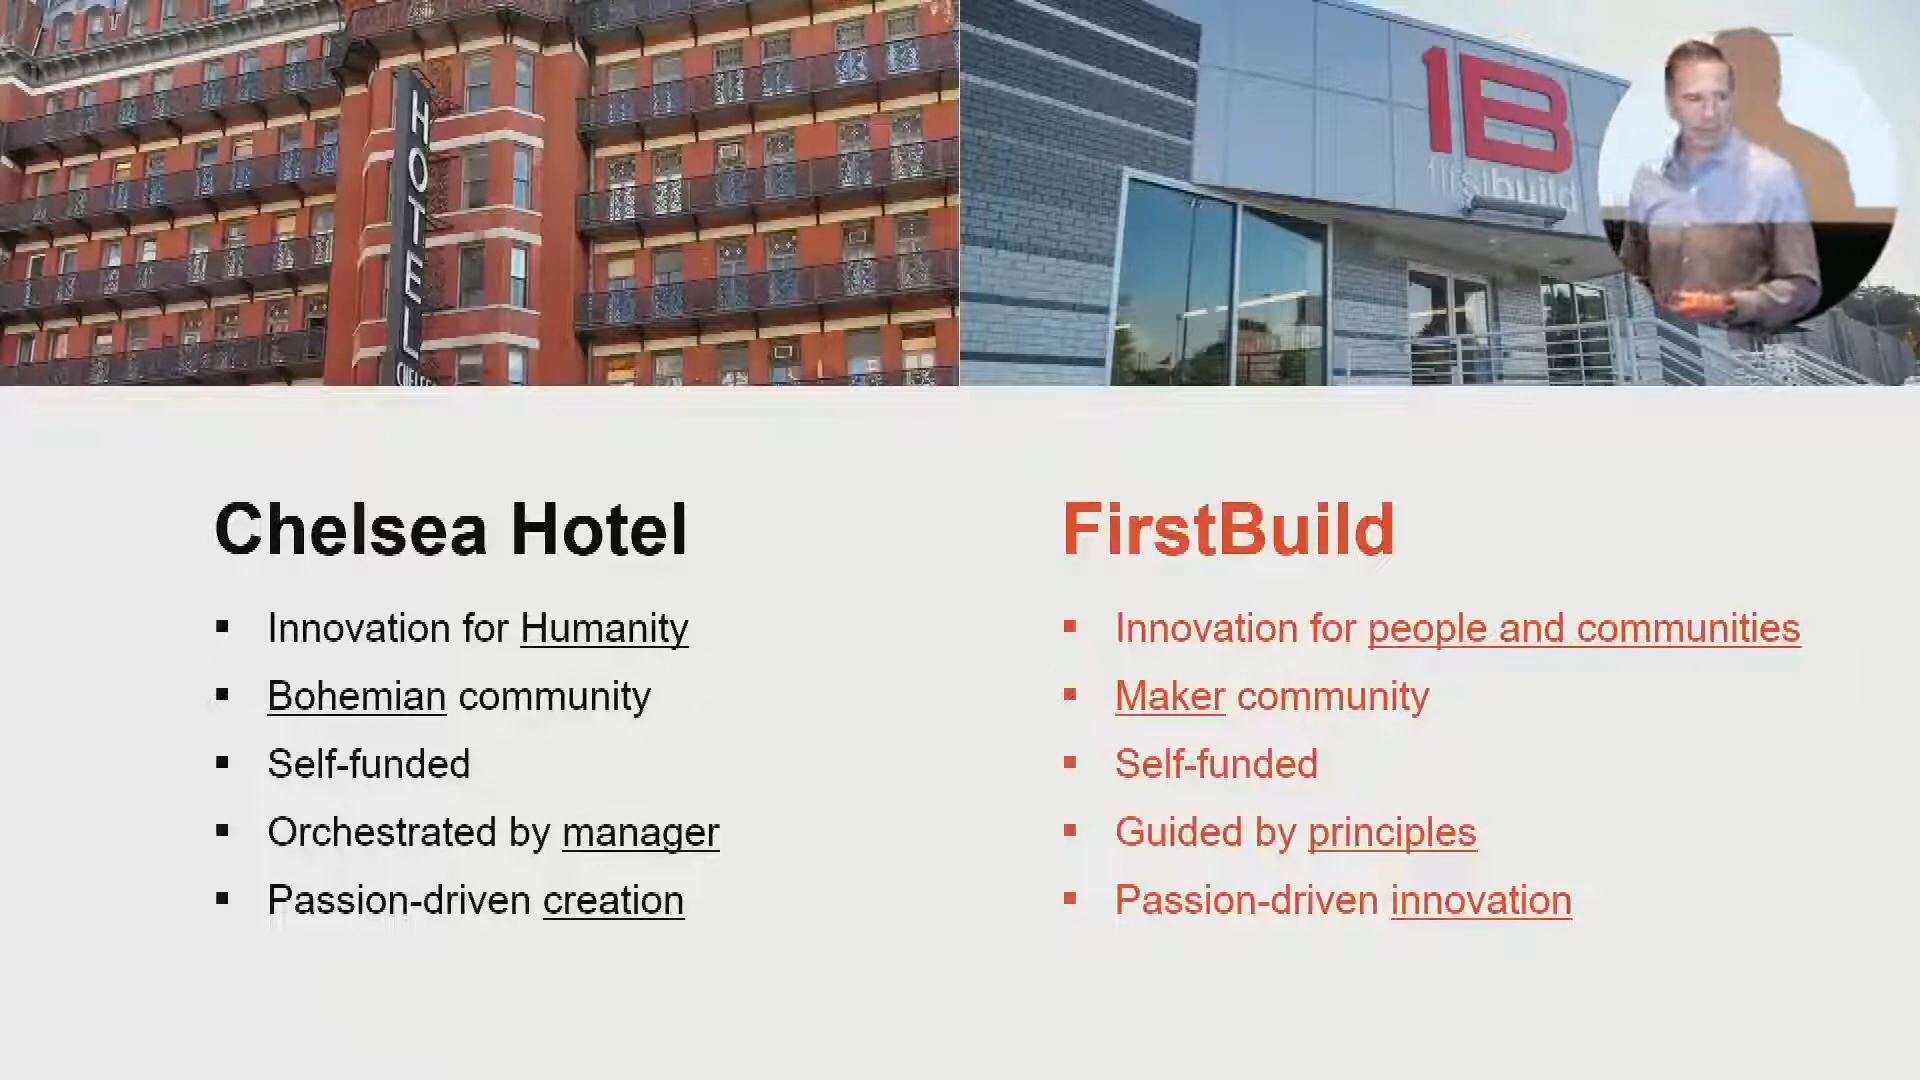 HOTEL
1B
firstbuild
Chelsea Hotel
Innovation for Humanity
Bohemian community
Self-funded
Orchestrated by manager
Passion-driven creation
FirstBuild
Innovation for people and communities
Maker community
Self-funded
Guided by principles
Passion-driven innovation